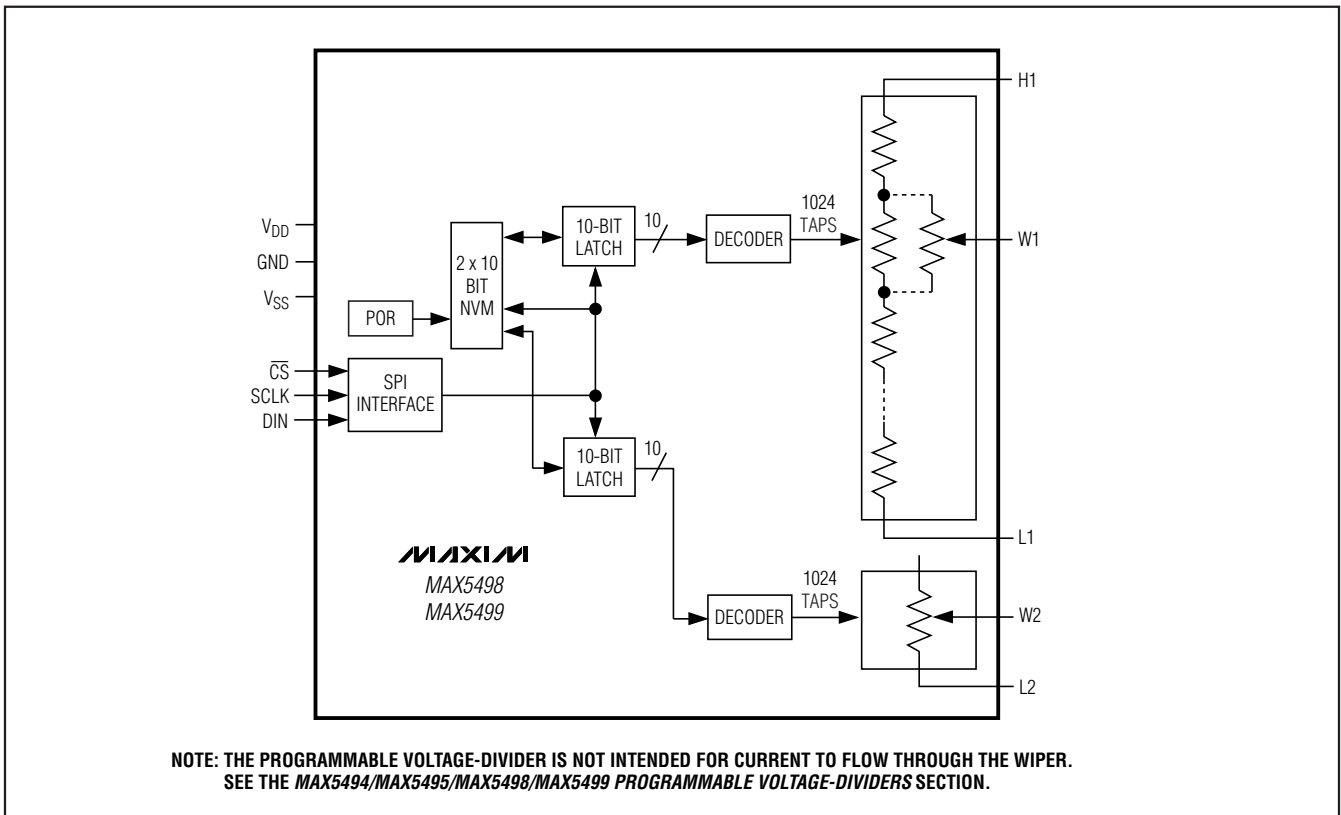 H1
1024
TAPS
10-BIT
LATCH
10
DECODER
W1
VDD
GND
VSS
2 x 10
BIT
NVM
POR
CS
SCLK
DIN
SPI
INTERFACE
10-BIT
LATCH
10
L1
MAXIM
MAX5498
MAX5499
DECODER
1024
TAPS
W2
L2
NOTE: THE PROGRAMMABLE VOLTAGE-DIVIDER IS NOT INTENDED FOR CURRENT TO FLOW THROUGH THE WIPER.
SEE THE MAX5494/MAX5495/MAX5498/MAX5499 PROGRAMMABLE VOLTAGE-DIVIDERS SECTION.